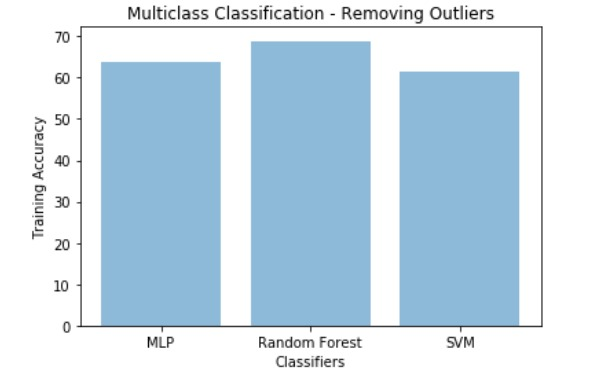 Multiclass Classification - Removing Outliers
70
60
50
40
30
20
10
0
Training Accuracy
MLP Random Forest SVM
Classifiers